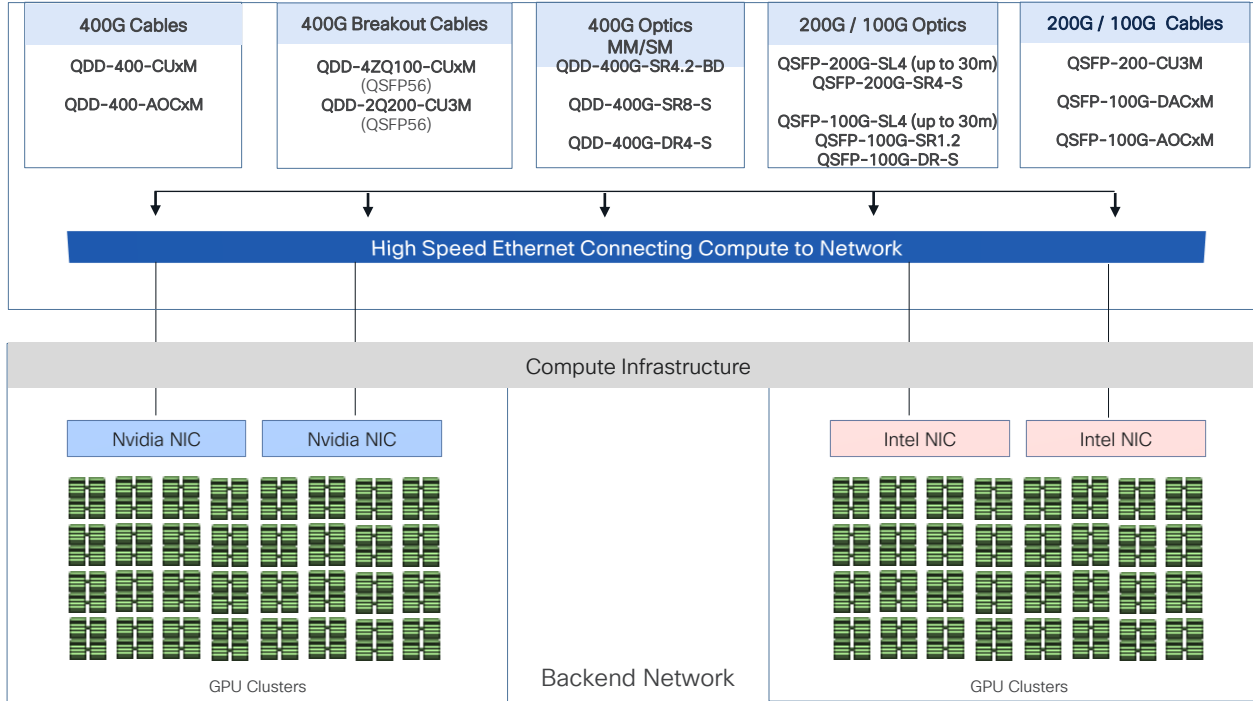 400G Cables
QDD-400-CUxM
QDD-400-AOCxM
400G Breakout Cables
QDD-4ZQ100-CUxM
(QSFP56)
QDD-2Q200-CU3M
(QSFP56)
400G Optics
MM/SM
QDD-400G-SR4.2-BD
QDD-400G-SR8-S
QDD-400G-DR4-S
200G / 100G Optics
QSFP-200G-SL4 (up to 30m)
QSFP-200G-SR4-S
QSFP-100G-SL4 (up to 30m)
QSFP-100G-SR1.2
QSFP-100G-DR-S
200G / 100G Cables
QSFP-200-CU3M
QSFP-100G-DACxM
QSFP-100G-AOCxM
High Speed Ethernet Connecting Compute to Network
Compute Infrastructure
Nvidia NIC
Nvidia NIC
Intel NIC
Intel NIC
GPU Clusters
Backend Network
GPU Clusters